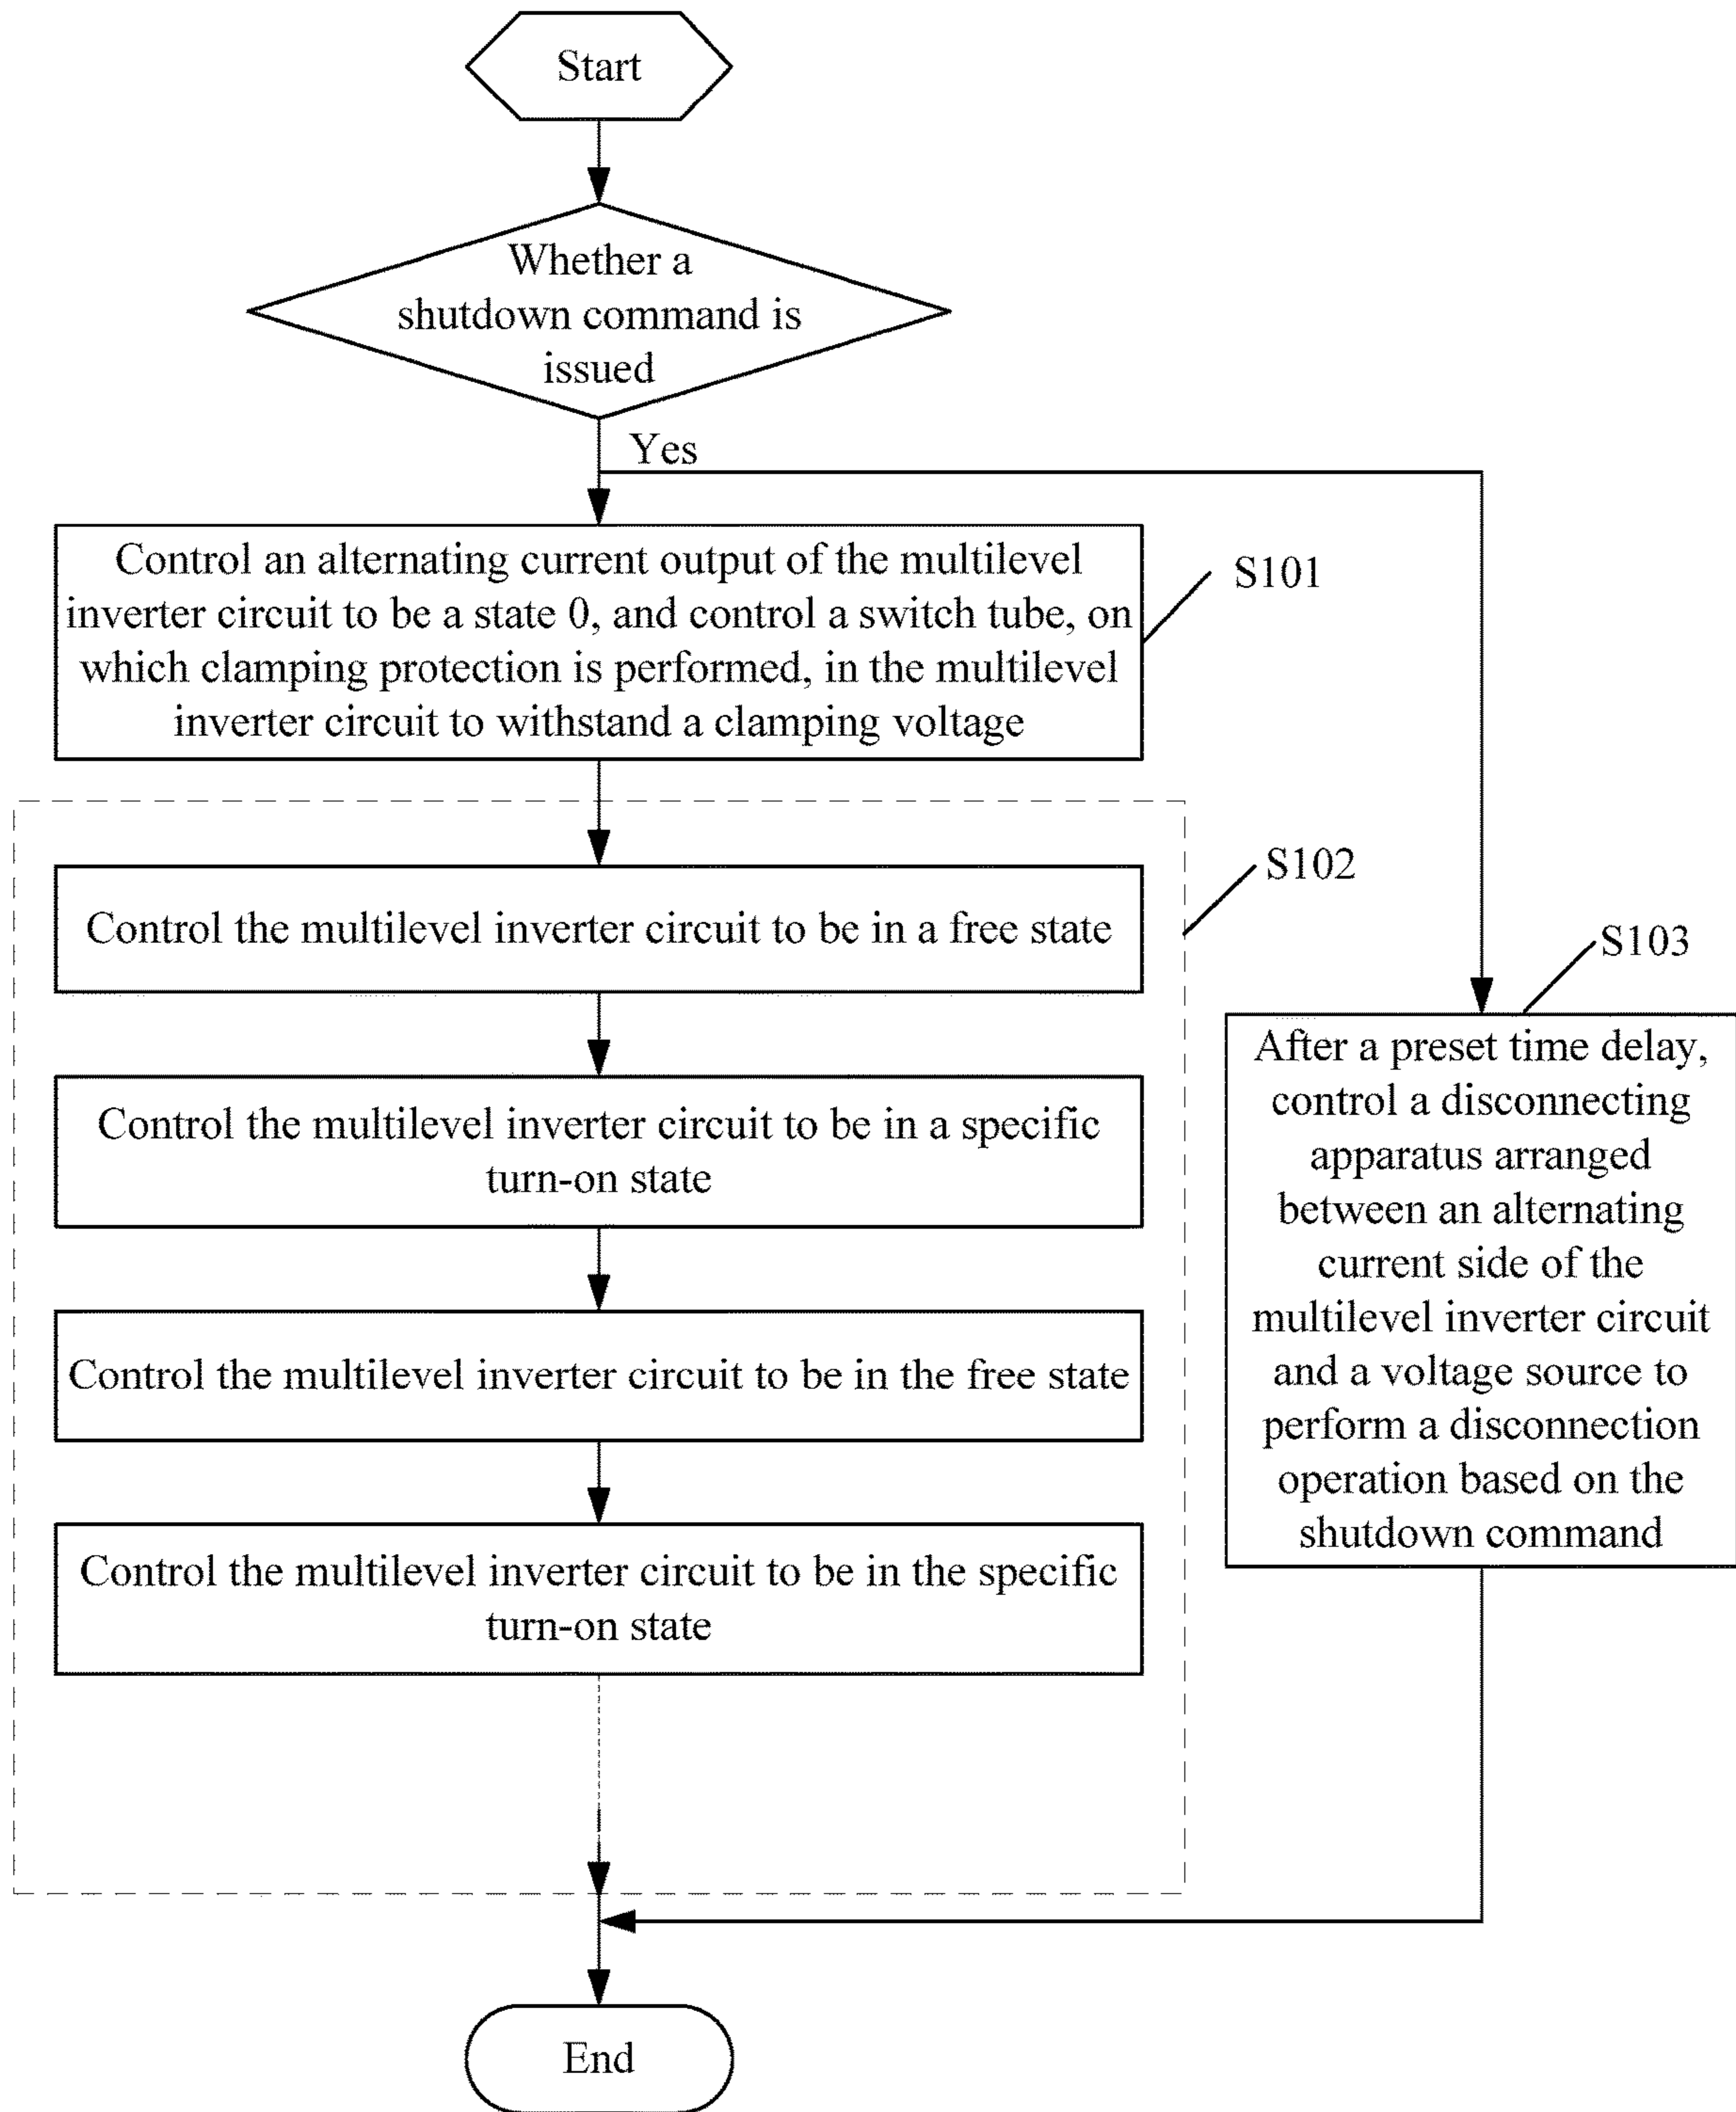 Start
Whether a
shutdown command is
issued
Yes
Control an alternating current output of the multilevel
inverter circuit to be a state 0, and control a switch tube, on
which clamping protection is performed, in the multilevel
inverter circuit to withstand a clamping voltage
S101
Control the multilevel inverter circuit to be in a free state
S102
Control the multilevel inverter circuit to be in a specific
turn-on state
Control the multilevel inverter circuit to be in the free state
Control the multilevel inverter circuit to be in the specific
turn-on state
S103
After a preset time delay,
control a disconnecting
apparatus arranged
between an alternating
current side of the
multilevel inverter circuit
and a voltage source to
perform a disconnection
operation based on the
shutdown command
End